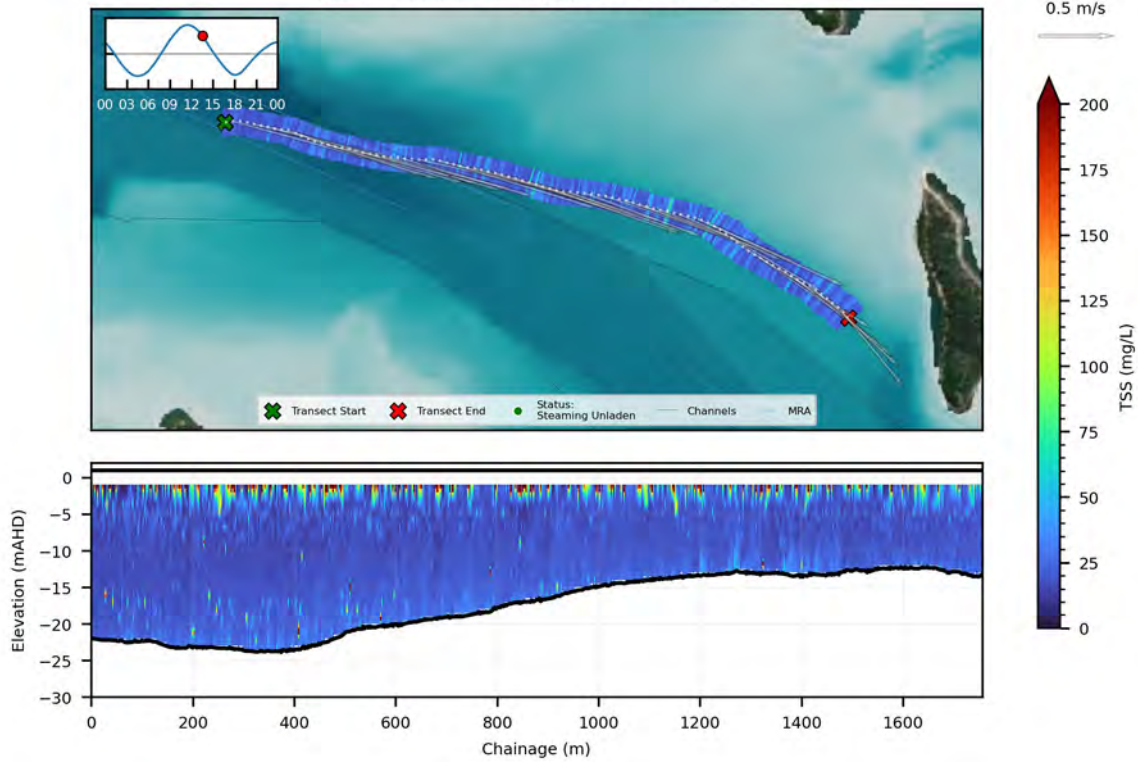 0.5 m/s
00 03 06 09 12 15 18 21 00
Transect Start
Transect End
Status:
Steaming Unladen
Channels
MRA
200
175
150
125
100
75
50
25
0
TSS (mg/L)
0
−5
−10
−15
−20
−25
−30
Elevation (mAHD)
0 200 400 600 800 1000 1200 1400 1600
Chainage (m)